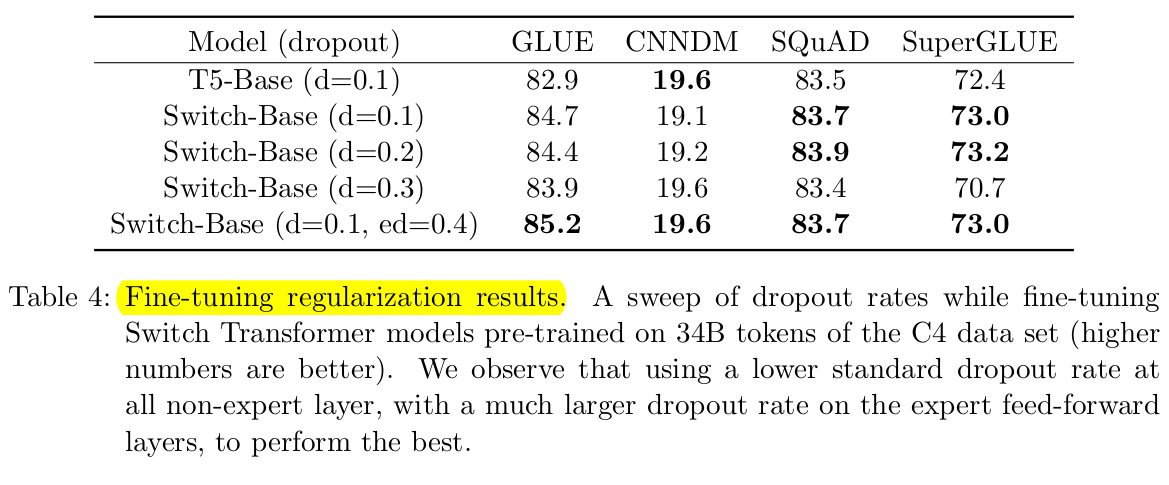 Model (dropout) GLUE CNNDM SQuAD SuperGLUE
T5-Base (d=0.1) 82.9 19.6 83.5 72.4
Switch-Base (d=0.1) 84.7 19.1 83.7 73.0
Switch-Base (d=0.2) 84.4 19.2 83.9 73.2
Switch-Base (d=0.3) 83.9 19.6 83.4 70.7
Switch-Base (d=0.1, ed=0.4) 85.2 19.6 83.7 73.0
Table 4: Fine-tuning regularization results. A sweep of dropout rates while fine-tuning
Switch Transformer models pre-trained on 34B tokens of the C4 data set (higher
numbers are better). We observe that using a lower standard dropout rate at
all non-expert layer, with a much larger dropout rate on the expert feed-forward
layers, to perform the best.